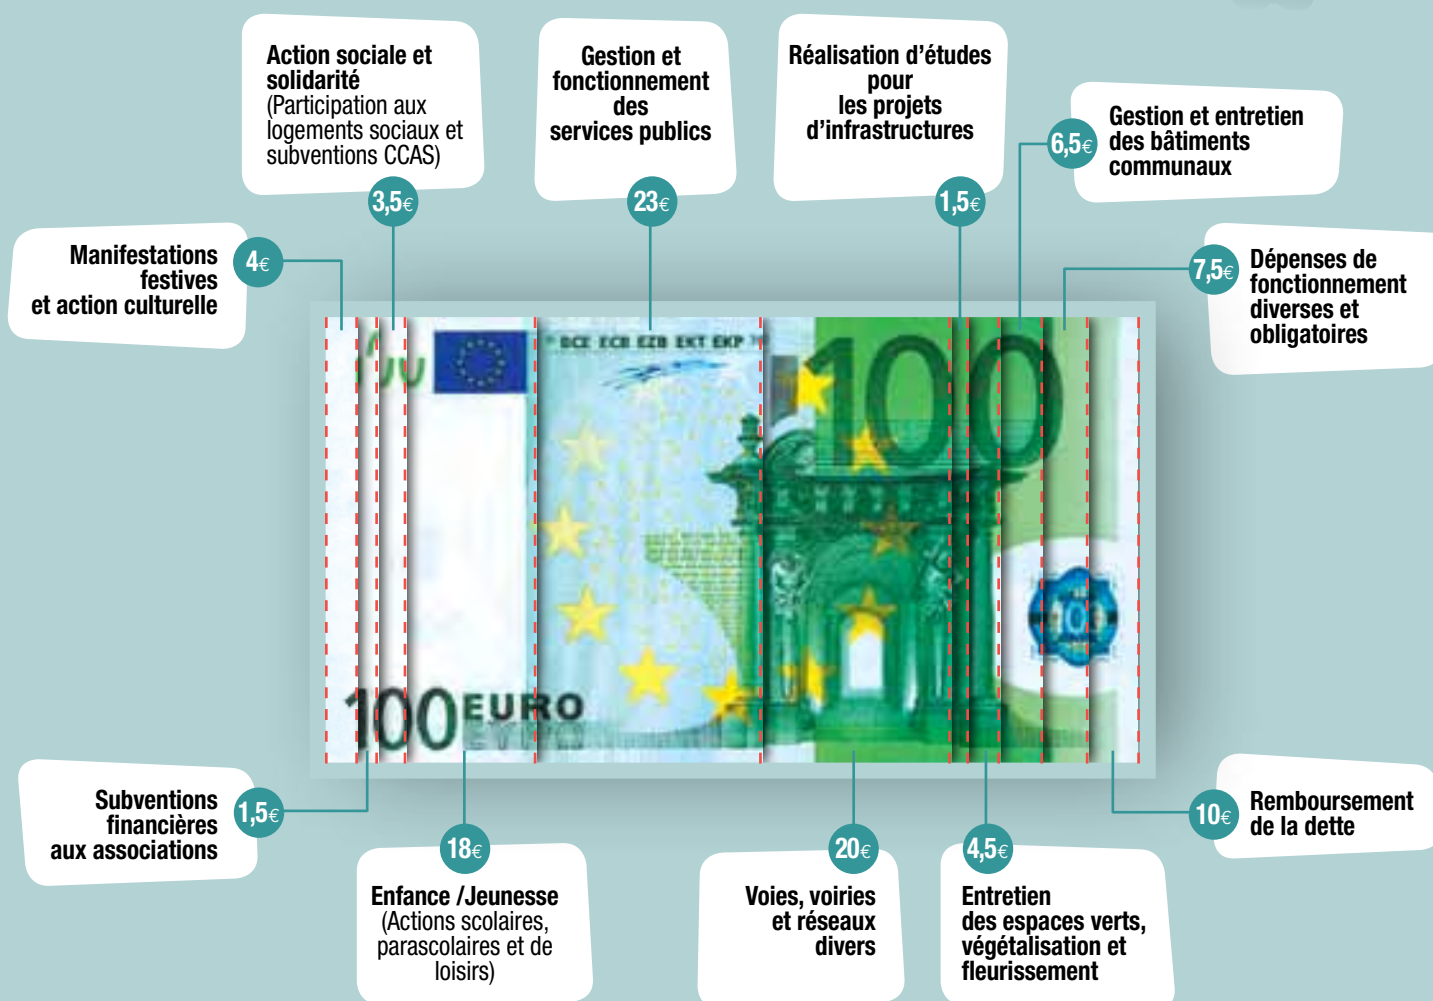 Action sociale et
solidarité
(Participation aux
logements sociaux et
subventions CCAS)
3,5€
Gestion et
fonctionnement
des
services publics
23€
Réalisation d'études
pour
les projets
d'infrastructures
1,5€
6,5€
Gestion et entretien
des bâtiments
communaux
Manifestations
festives
et action culturelle
4€
7,5€
Dépenses de
fonctionnement
diverses et
obligatoires
BCE ECB EZB EKT EKP
100
100 EURO
ΕΥΡΩ
Subventions
financières
aux associations
1,5€
18€
Enfance /Jeunesse
(Actions scolaires,
parascolaires et de
loisirs)
20€
Voies, voiries
et réseaux
divers
4,5€
Entretien
des espaces verts,
végétalisation et
fleurissement
10€
Remboursement
de la dette